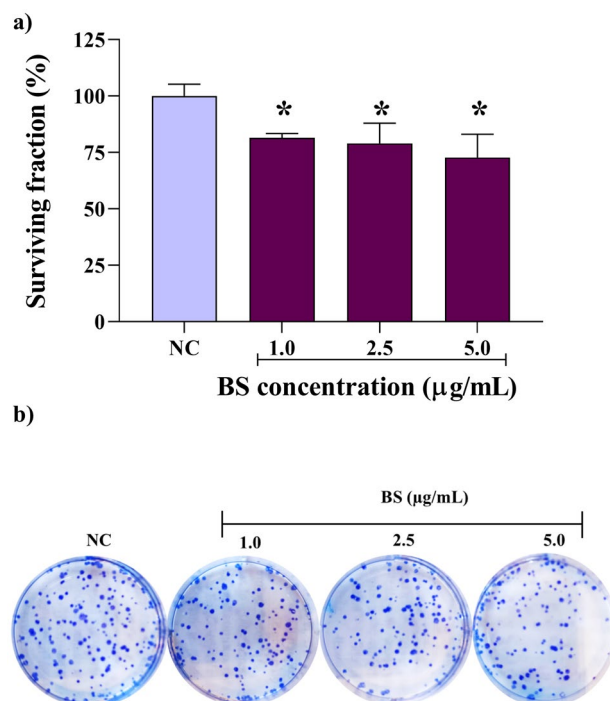 a)
Surviving fraction (%)
125
100
75
50
25
0
* * *
NC 1.0 2.5 5.0
BS concentration (μg/mL)
b)
BS (μg/mL)
NC 1.0 2.5 5.0